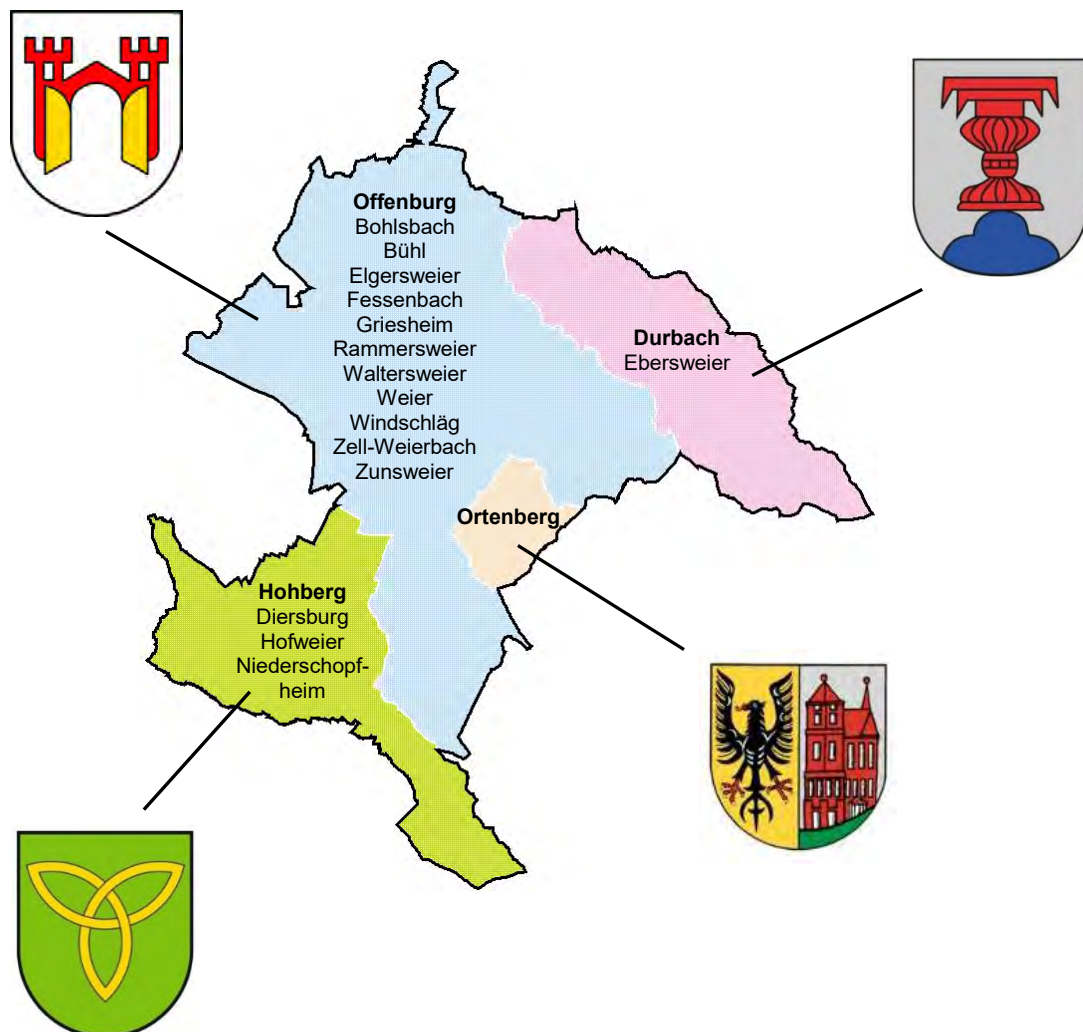 Offenburg
Bohlsbach
Bühl
Elgersweier
Fessenbach
Griesheim
Rammersweier
Waltersweier
Weier
Windschläg
Zell-Weierbach
Zunsweier
Durbach
Ebersweier
Ortenberg
Hohberg
Diersburg
Hofweier
Niederschopf-
heim